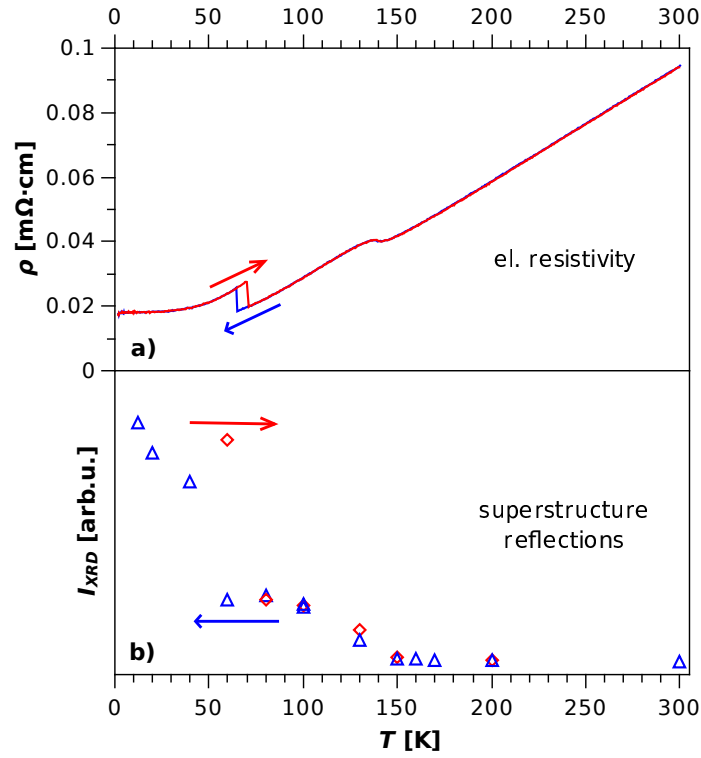 0 50 100 150 200 250 300
0.1
0.08
0.06
0.04
0.02
0
ρ [mΩ·cm]
el. resistivity
a)
I_XRD [arb.u.]
superstructure
reflections
b)
0 50 100 150 200 250 300
T [K]